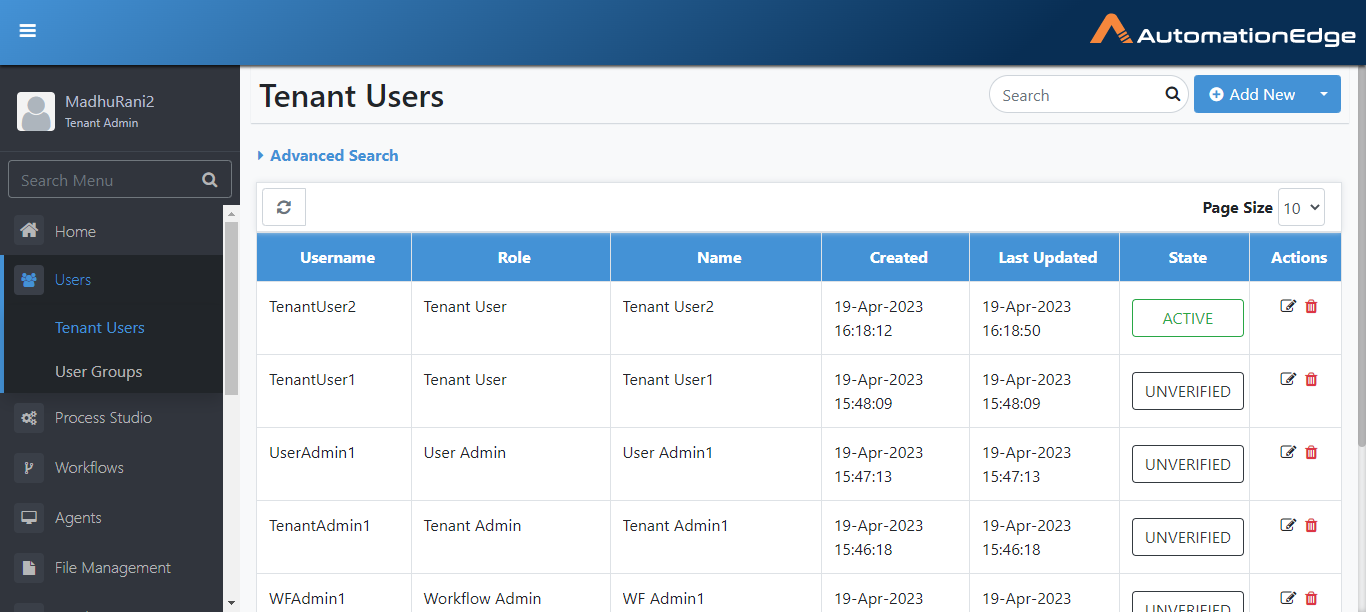 AutomationEdge
MadhuRani2
Tenant Admin
Search Menu
Home
Users
Tenant Users
User Groups
Process Studio
Workflows
Agents
File Management
Tenant Users
Search
Add New
Advanced Search
Page Size 10
Username Role Name Created Last Updated State Actions
TenantUser2 Tenant User Tenant User2 19-Apr-2023 19-Apr-2023
16:18:12 16:18:50 ACTIVE
TenantUser1 Tenant User Tenant User1 19-Apr-2023 19-Apr-2023
15:48:09 15:48:09 UNVERIFIED
UserAdmin1 User Admin User Admin1 19-Apr-2023 19-Apr-2023
15:47:13 15:47:13 UNVERIFIED
TenantAdmin1 Tenant Admin Tenant Admin1 19-Apr-2023 19-Apr-2023
15:46:18 15:46:18 UNVERIFIED
WFAdmin1 Workflow Admin WF Admin1 19-Apr-2023 19-Apr-2023
UNVERIFIED